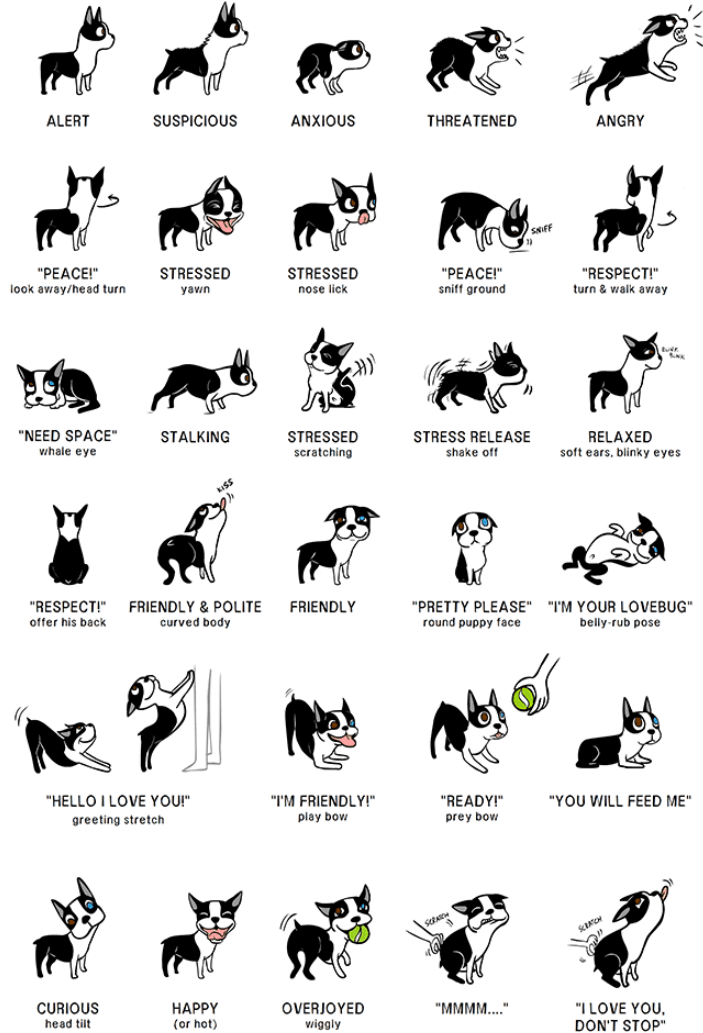 ALERT
SUSPICIOUS
ANXIOUS
THREATENED
ANGRY
"PEACE!"
look away/head turn
STRESSED
yawn
STRESSED
nose lick
SNIFF
"PEACE!"
sniff ground
"RESPECT!"
turn & walk away
"NEED SPACE"
whale eye
STALKING
STRESSED
scratching
STRESS RELEASE
shake off
BLINK
BLINK
RELAXED
soft ears, blinky eyes
"RESPECT!"
offer his back
KISS
FRIENDLY & POLITE
curved body
FRIENDLY
"PRETTY PLEASE"
round puppy face
"I'M YOUR LOVEBUG"
belly-rub pose
"HELLO I LOVE YOU!"
greeting stretch
"I'M FRIENDLY!"
play bow
"READY!"
prey bow
"YOU WILL FEED ME"
CURIOUS
head tilt
HAPPY
(or hot)
OVERJOYED
wiggly
SCRATCH
"MMMM...."
SCRATCH
"I LOVE YOU,
DON'T STOP"